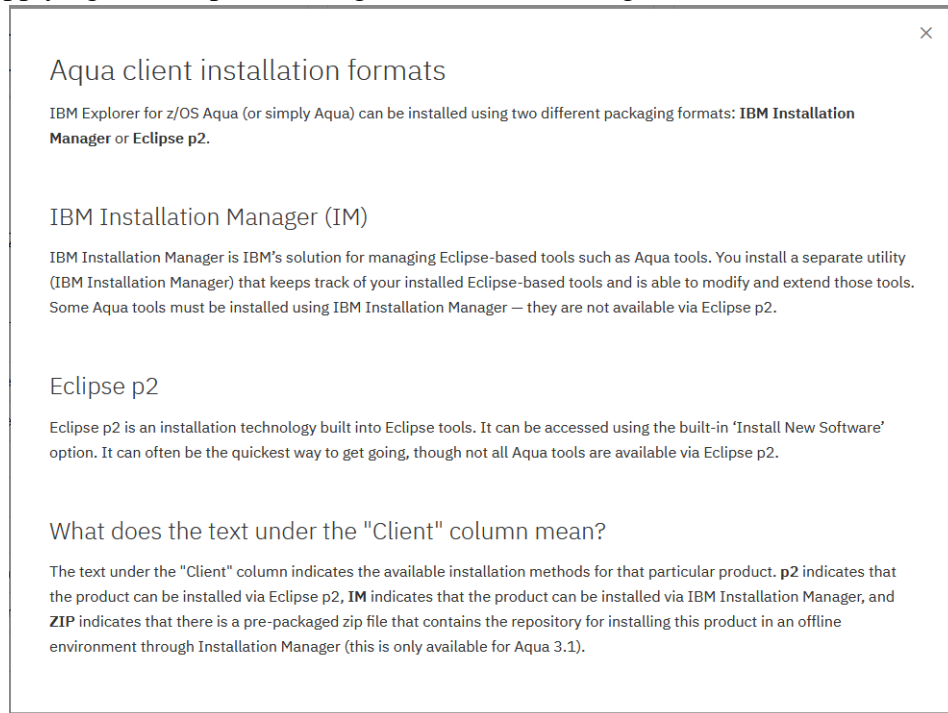 Aqua client installation formats
IBM Explorer for z/OS Aqua (or simply Aqua) can be installed using two different packaging formats: IBM Installation
Manager or Eclipse p2.
IBM Installation Manager (IM)
IBM Installation Manager is IBM’s solution for managing Eclipse-based tools such as Aqua tools. You install a separate utility
(IBM Installation Manager) that keeps track of your installed Eclipse-based tools and is able to modify and extend those tools.
Some Aqua tools must be installed using IBM Installation Manager — they are not available via Eclipse p2.
Eclipse p2
Eclipse p2 is an installation technology built into Eclipse tools. It can be accessed using the built-in ‘Install New Software’
option. It can often be the quickest way to get going, though not all Aqua tools are available via Eclipse p2.
What does the text under the "Client" column mean?
The text under the "Client" column indicates the available installation methods for that particular product. p2 indicates that
the product can be installed via Eclipse p2, IM indicates that the product can be installed via IBM Installation Manager, and
ZIP indicates that there is a pre-packaged zip file that contains the repository for installing this product in an offline
environment through Installation Manager (this is only available for Aqua 3.1).